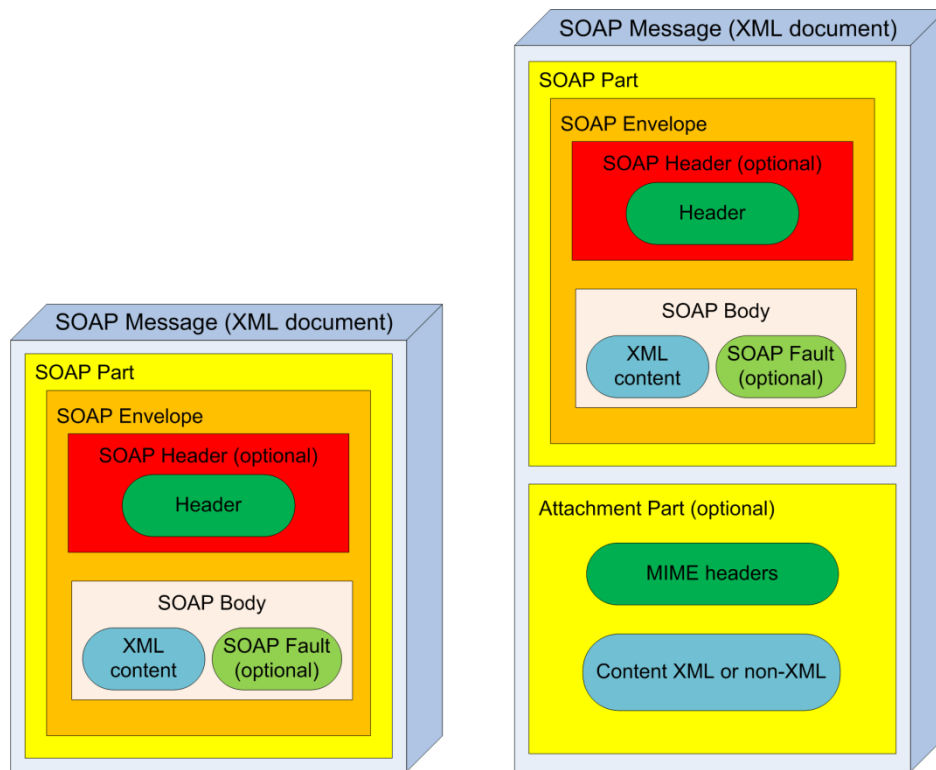 SOAP Message (XML document)
SOAP Part
SOAP Envelope
SOAP Header (optional)
Header
SOAP Body
XML
content
SOAP Fault
(optional)
SOAP Message (XML document)
SOAP Part
SOAP Envelope
SOAP Header (optional)
Header
SOAP Body
XML
content
SOAP Fault
(optional)
Attachment Part (optional)
MIME headers
Content XML or non-XML